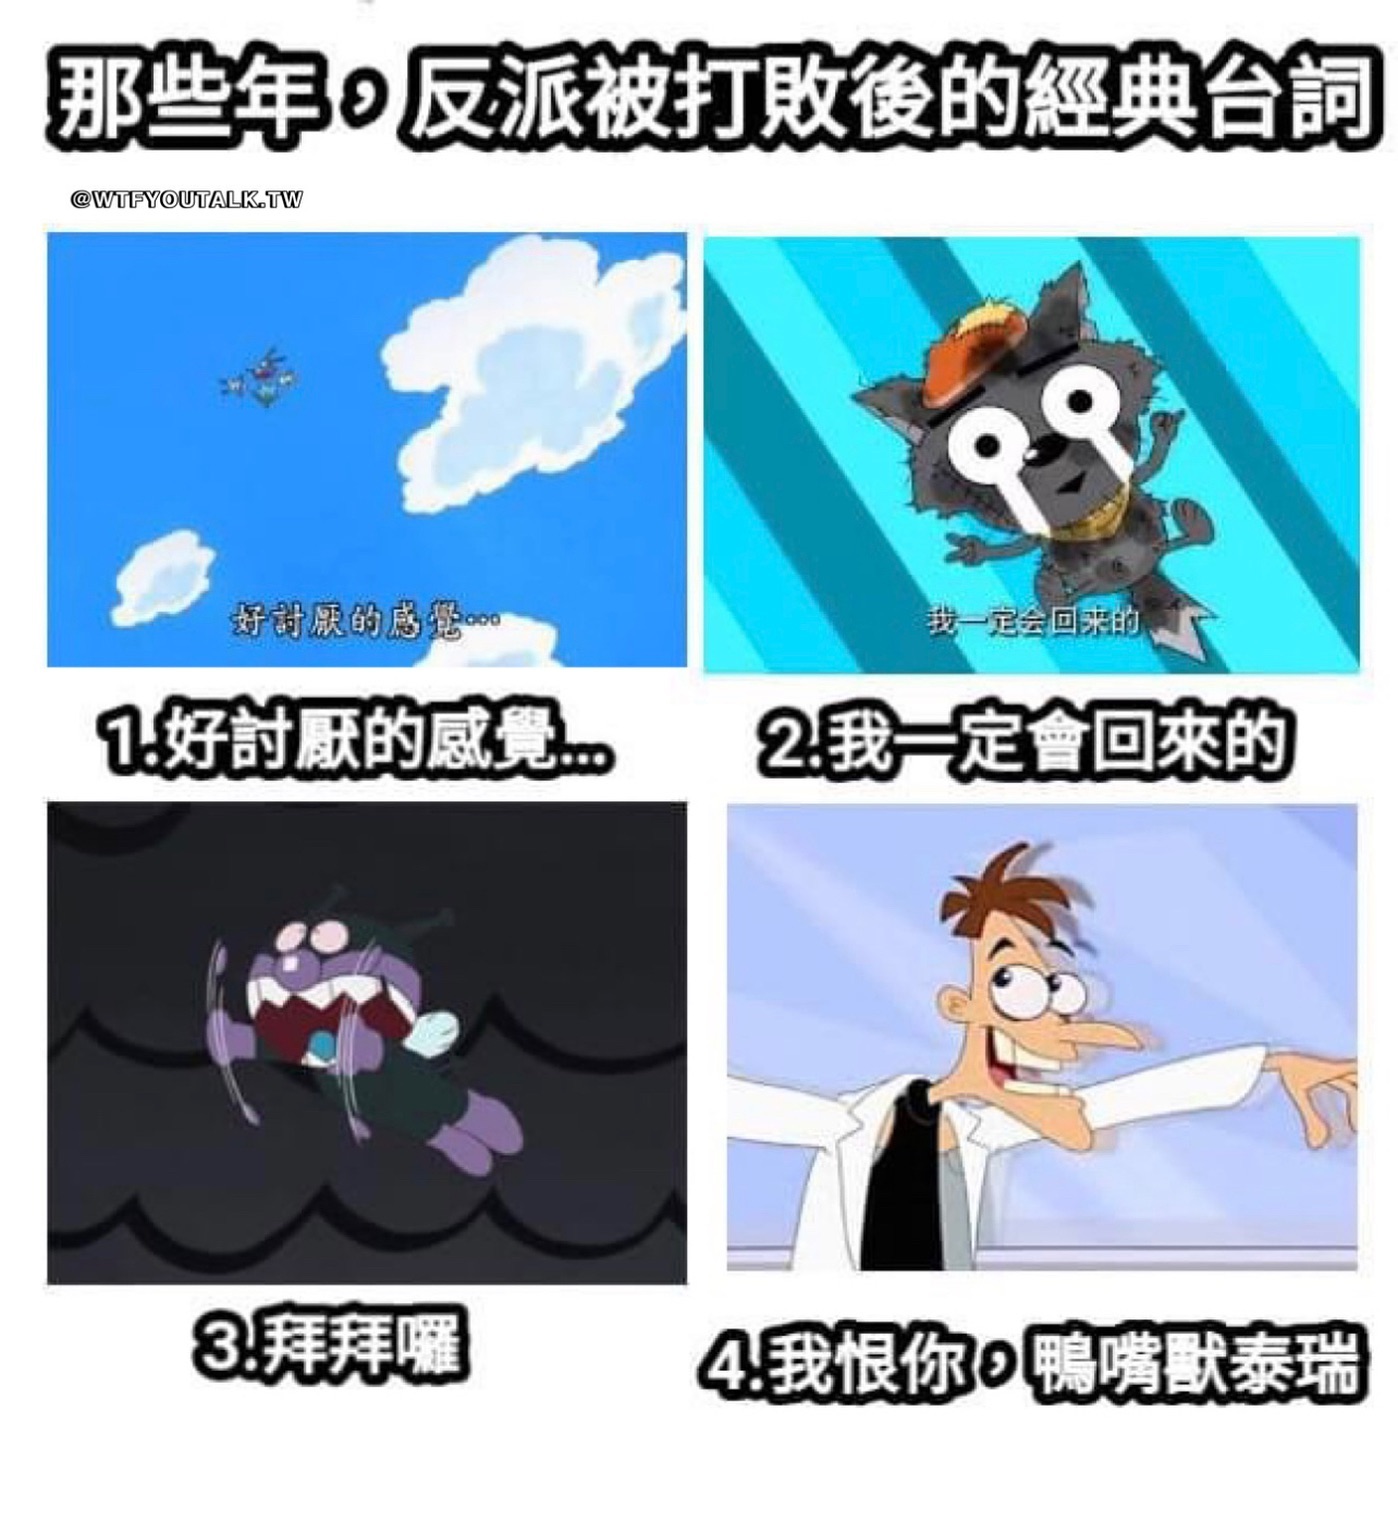 那些年，反派被打敗後的經典台詞
@WTFYOUTALK.TW
好討厭的感覺…
我一定会回来的
1.好討厭的感覺...
2.我一定會回來的
3.拜拜囉
4.我恨你，鴨嘴獸泰瑞